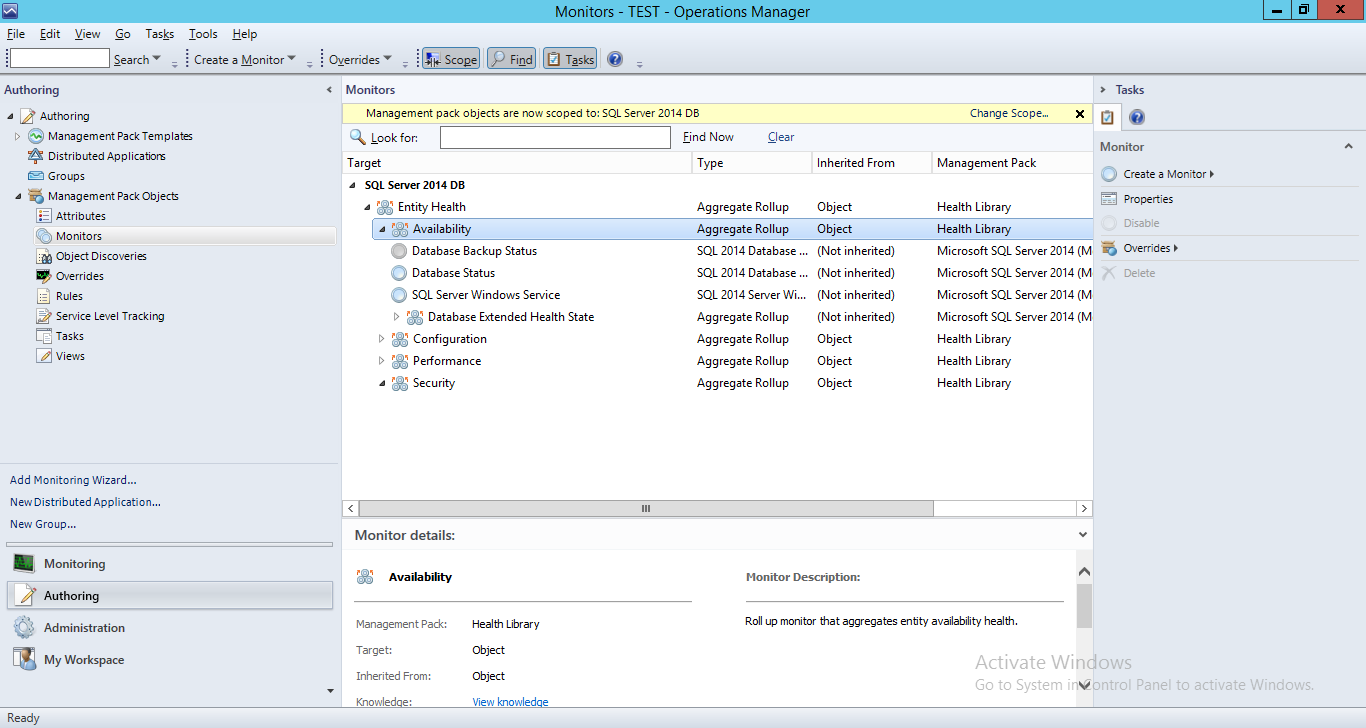 Monitors - TEST - Operations Manager
File Edit View Go Tasks Tools Help
Search Create a Monitor Overrides Scope Find Tasks
Authoring
Authoring
Management Pack Templates
Distributed Applications
Groups
Management Pack Objects
Attributes
Monitors
Object Discoveries
Overrides
Rules
Service Level Tracking
Tasks
Views
Add Monitoring Wizard...
New Distributed Application...
New Group...
Monitoring
Authoring
Administration
My Workspace
Monitors
Management pack objects are now scoped to: SQL Server 2014 DB Change Scope...
Look for: Find Now Clear
Target Type Inherited From Management Pack
SQL Server 2014 DB
Entity Health Aggregate Rollup Object Health Library
Availability Aggregate Rollup Object Health Library
Database Backup Status SQL 2014 Database ... (Not inherited) Microsoft SQL Server 2014 (M
Database Status SQL 2014 Database ... (Not inherited) Microsoft SQL Server 2014 (M
SQL Server Windows Service SQL 2014 Server Wi... (Not inherited) Microsoft SQL Server 2014 (M
Database Extended Health State Aggregate Rollup (Not inherited) Microsoft SQL Server 2014 (M
Configuration Aggregate Rollup Object Health Library
Performance Aggregate Rollup Object Health Library
Security Aggregate Rollup Object Health Library
Monitor details:
Availability
Management Pack: Health Library
Target: Object
Inherited From: Object
Knowledge: View knowledge
Monitor Description:
Roll up monitor that aggregates entity availability health.
Tasks
Monitor
Create a Monitor
Properties
Disable
Overrides
Delete
Activate Windows
Go to System in Control Panel to activate Windows.
Ready